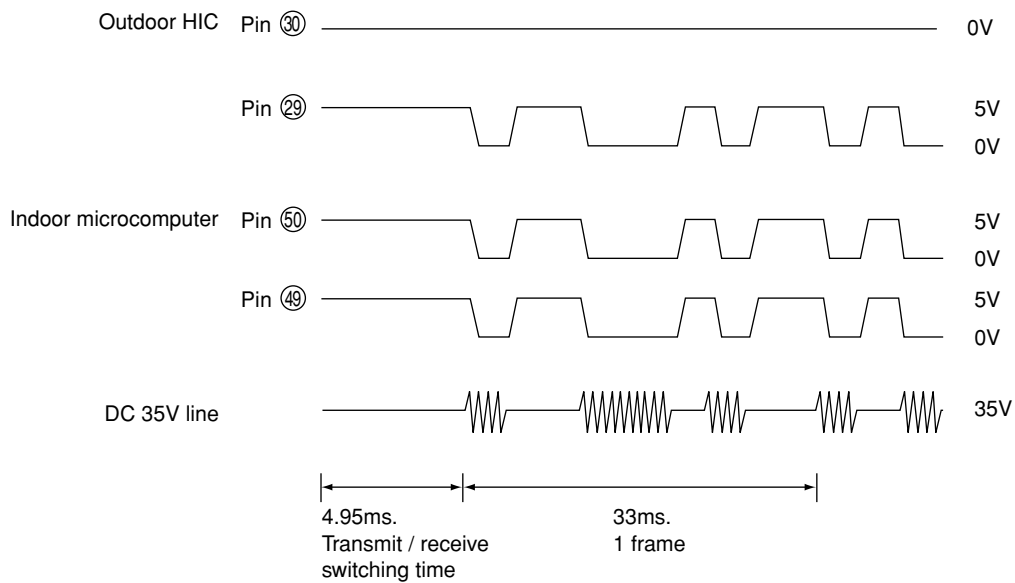 Outdoor HIC Pin ㉚ 0V
Pin ㉙ 5V
0V
Indoor microcomputer Pin ㊿ 5V
0V
Pin ㊾ 5V
0V
DC 35V line 35V
4.95ms.
Transmit / receive
switching time
33ms.
1 frame